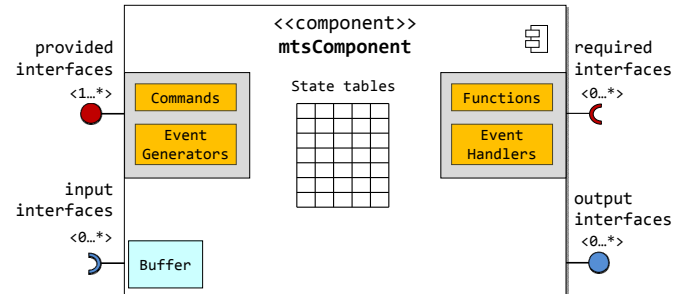 <<component>>
mtsComponent
provided
interfaces
<1…*>
Commands
Event
Generators
State tables
Functions
Event
Handlers
required
interfaces
<0…*>
input
interfaces
<0…*>
Buffer
output
interfaces
<0…*>